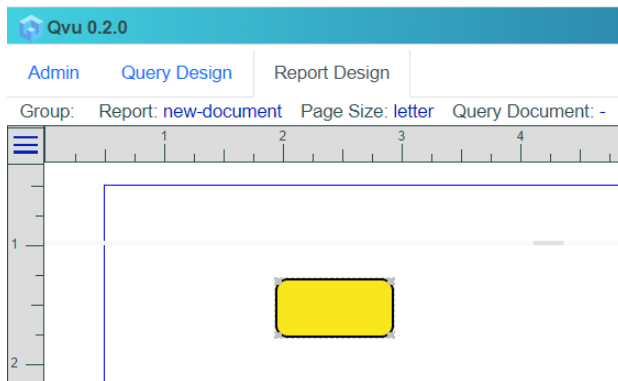 Qvu 0.2.0
Admin Query Design Report Design
Group: Report: new-document Page Size: letter Query Document: -
1 2 3 4
1
2